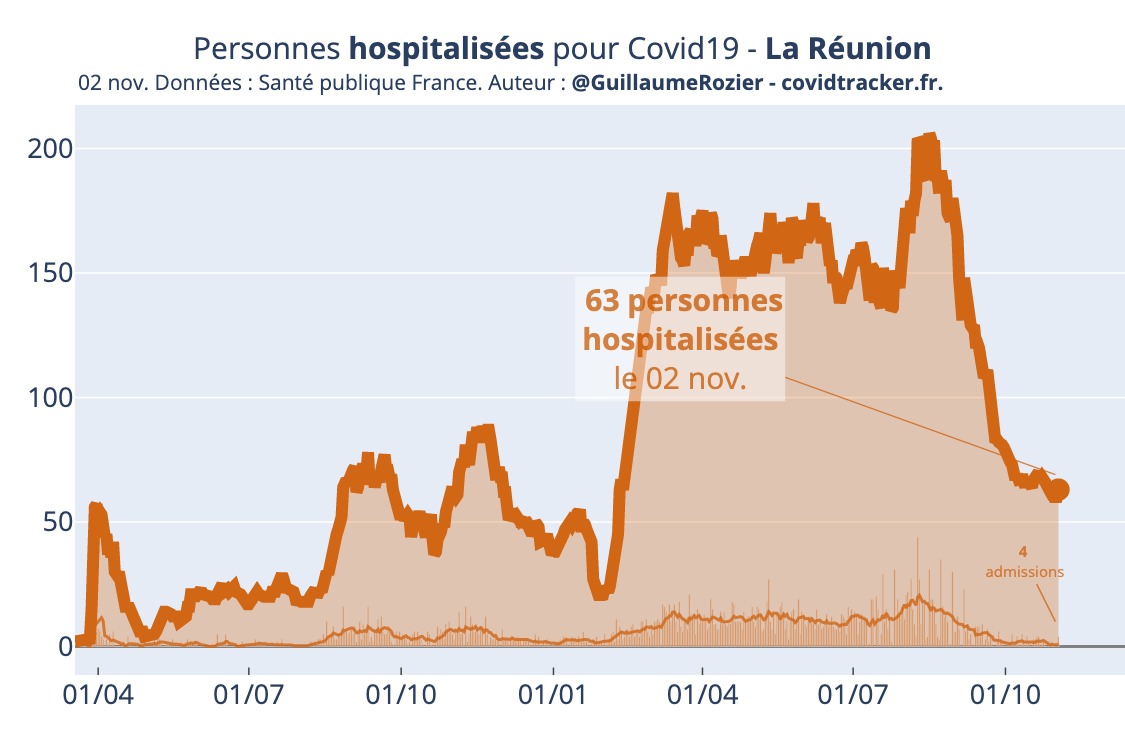 Personnes hospitalisées pour Covid19 - La Réunion
02 nov. Données : Santé publique France. Auteur : @GuillaumeRozier - covidtracker.fr.
200
150
63 personnes
hospitalisées
le 02 nov.
100
50
4
admissions
0
01/04 01/07 01/10 01/01 01/04 01/07 01/10